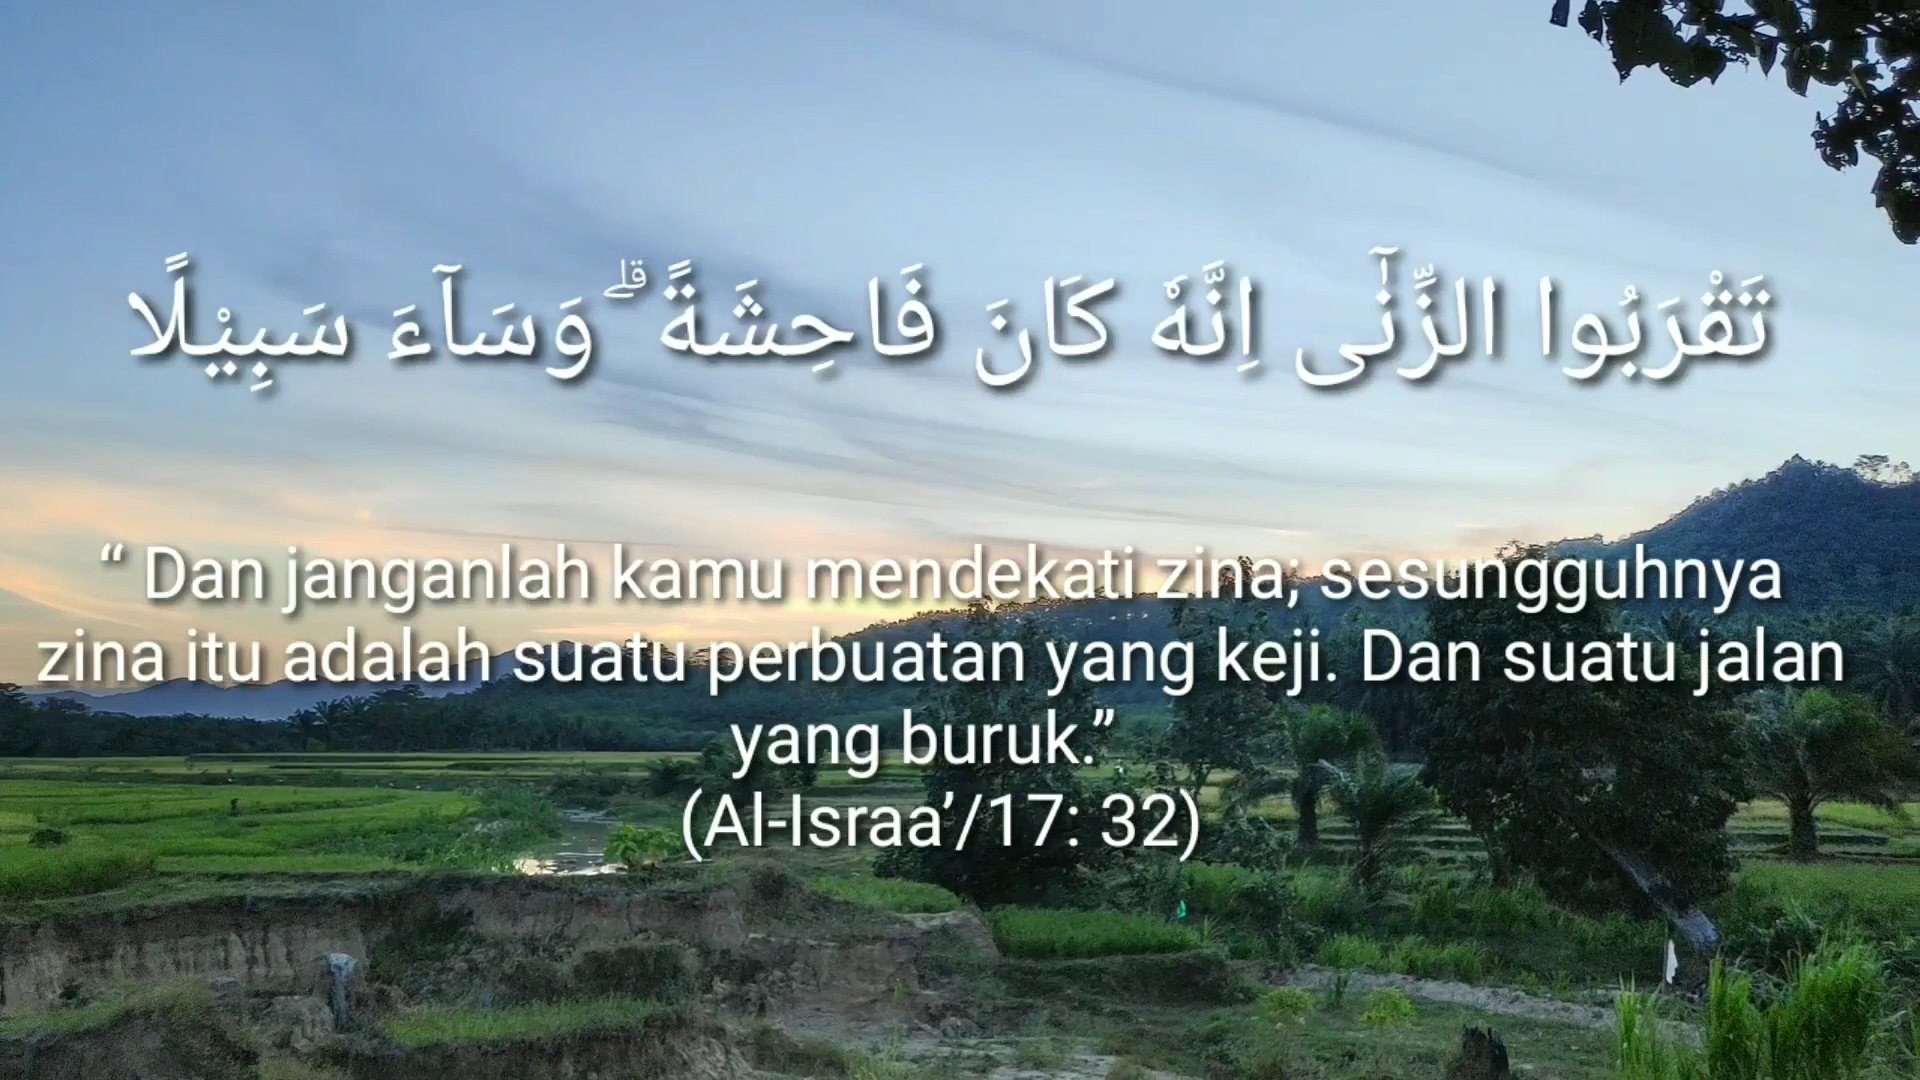 تَقْرَبُوا الزِّنٰٓى اِنَّهٗ كَانَ فَاحِشَةً ۗوَسَاۤءَ سَبِيْلًا
“ Dan janganlah kamu mendekati zina; sesungguhnya
zina itu adalah suatu perbuatan yang keji. Dan suatu jalan
yang buruk.”
(Al-Israa’/17: 32)